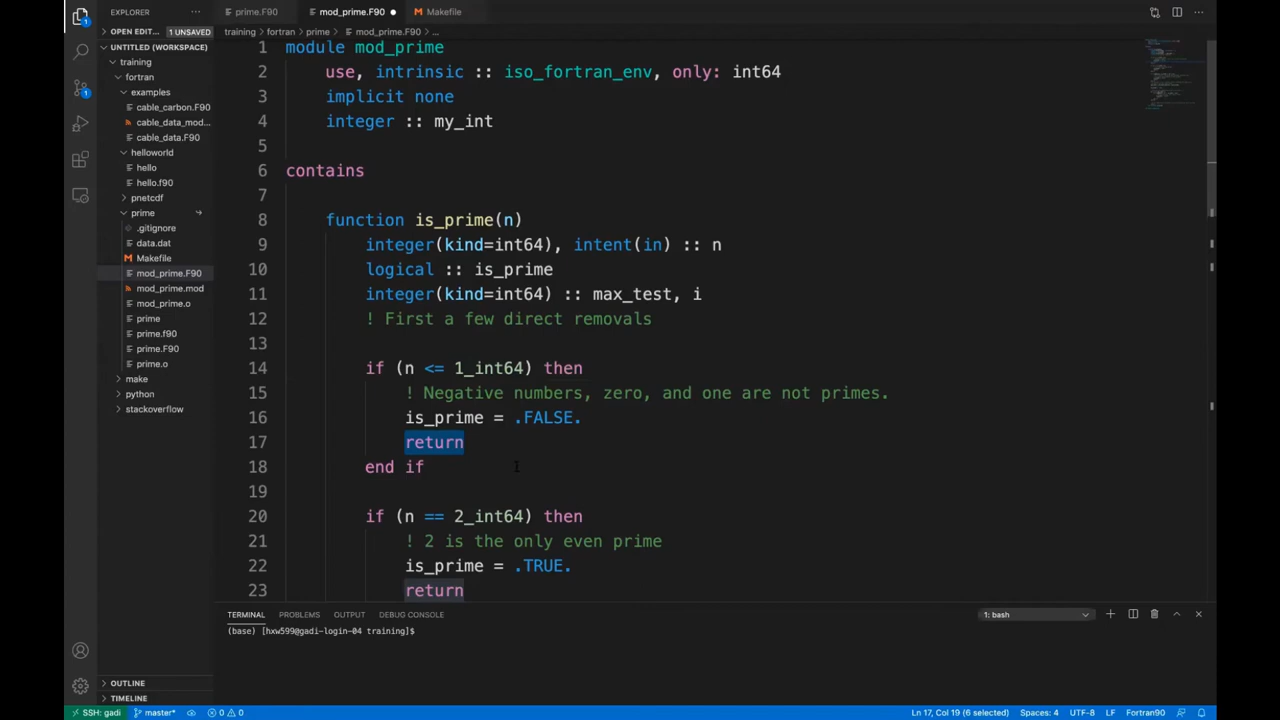 EXPLORER
···
prime.F90
mod_prime.F90
Makefile
OPEN EDIT...
1 UNSAVED
training
fortran
prime
mod_prime.F90
...
UNTITLED (WORKSPACE)
training
fortran
examples
cable_carbon.F90
cable_data_mod...
cable_data.F90
helloworld
hello
hello.f90
pnetcdf
prime
.gitignore
data.dat
Makefile
mod_prime.F90
mod_prime.mod
mod_prime.o
prime
prime.f90
prime.F90
prime.o
make
python
stackoverflow
OUTLINE
TIMELINE
1 module mod_prime
2 use, intrinsic :: iso_fortran_env, only: int64
3 implicit none
4 integer :: my_int
5
6 contains
7
8 function is_prime(n)
9 integer(kind=int64), intent(in) :: n
10 logical :: is_prime
11 integer(kind=int64) :: max_test, i
12 ! First a few direct removals
13
14 if (n <= 1_int64) then
15 ! Negative numbers, zero, and one are not primes.
16 is_prime = .FALSE.
17 return
18 end if
19
20 if (n == 2_int64) then
21 ! 2 is the only even prime
22 is_prime = .TRUE.
23 return
TERMINAL
PROBLEMS
OUTPUT
DEBUG CONSOLE
1: bash
(base) [hxw599@gadi-login-04 training]$
SSH: gadi
master*
0
0
Ln 17, Col 19 (6 selected)
Spaces: 4
UTF-8
LF
Fortran90